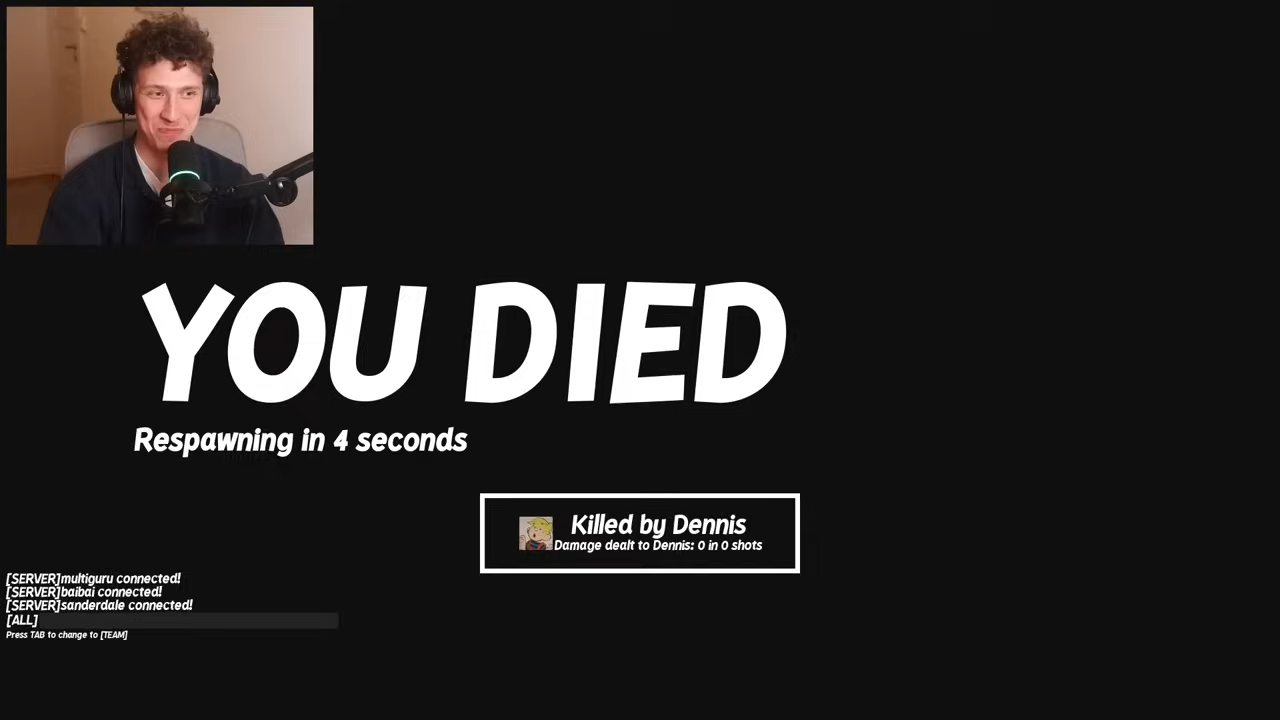 YOU DIED
Respawning in 4 seconds
Killed by Dennis
Damage dealt to Dennis: 0 in 0 shots
[SERVER]multiguru connected!
[SERVER]baibai connected!
[SERVER]sanderdale connected!
[ALL]
Press TAB to change to [TEAM]